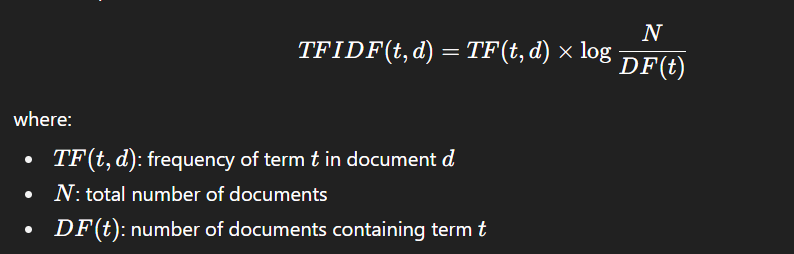 TFIDF(t, d) = TF(t, d) × log N/DF(t)
where:
• TF(t, d): frequency of term t in document d
• N: total number of documents
• DF(t): number of documents containing term t